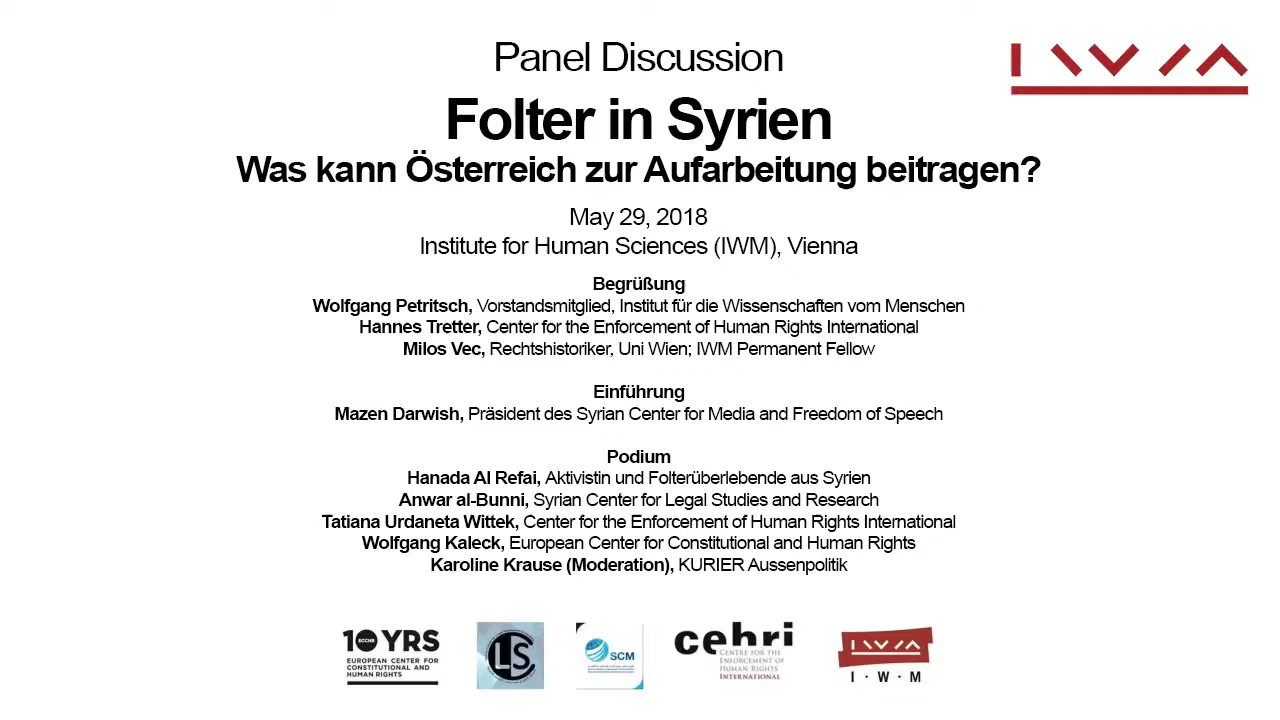 Panel Discussion
Folter in Syrien
Was kann Österreich zur Aufarbeitung beitragen?
May 29, 2018
Institute for Human Sciences (IWM), Vienna
Begrüßung
Wolfgang Petritsch, Vorstandsmitglied, Institut für die Wissenschaften vom Menschen
Hannes Tretter, Center for the Enforcement of Human Rights International
Milos Vec, Rechtshistoriker, Uni Wien; IWM Permanent Fellow
Einführung
Mazen Darwish, Präsident des Syrian Center for Media and Freedom of Speech
Podium
Hanada Al Refai, Aktivistin und Folterüberlebende aus Syrien
Anwar al-Bunni, Syrian Center for Legal Studies and Research
Tatiana Urdaneta Wittek, Center for the Enforcement of Human Rights International
Wolfgang Kaleck, European Center for Constitutional and Human Rights
Karoline Krause (Moderation), KURIER Aussenpolitik
10 YRS
ECCHR
EUROPEAN CENTER FOR
CONSTITUTIONAL AND
HUMAN RIGHTS
LS
SCM
cehri
CENTRE FOR THE
ENFORCEMENT OF
HUMAN RIGHTS
INTERNATIONAL
I · W · M